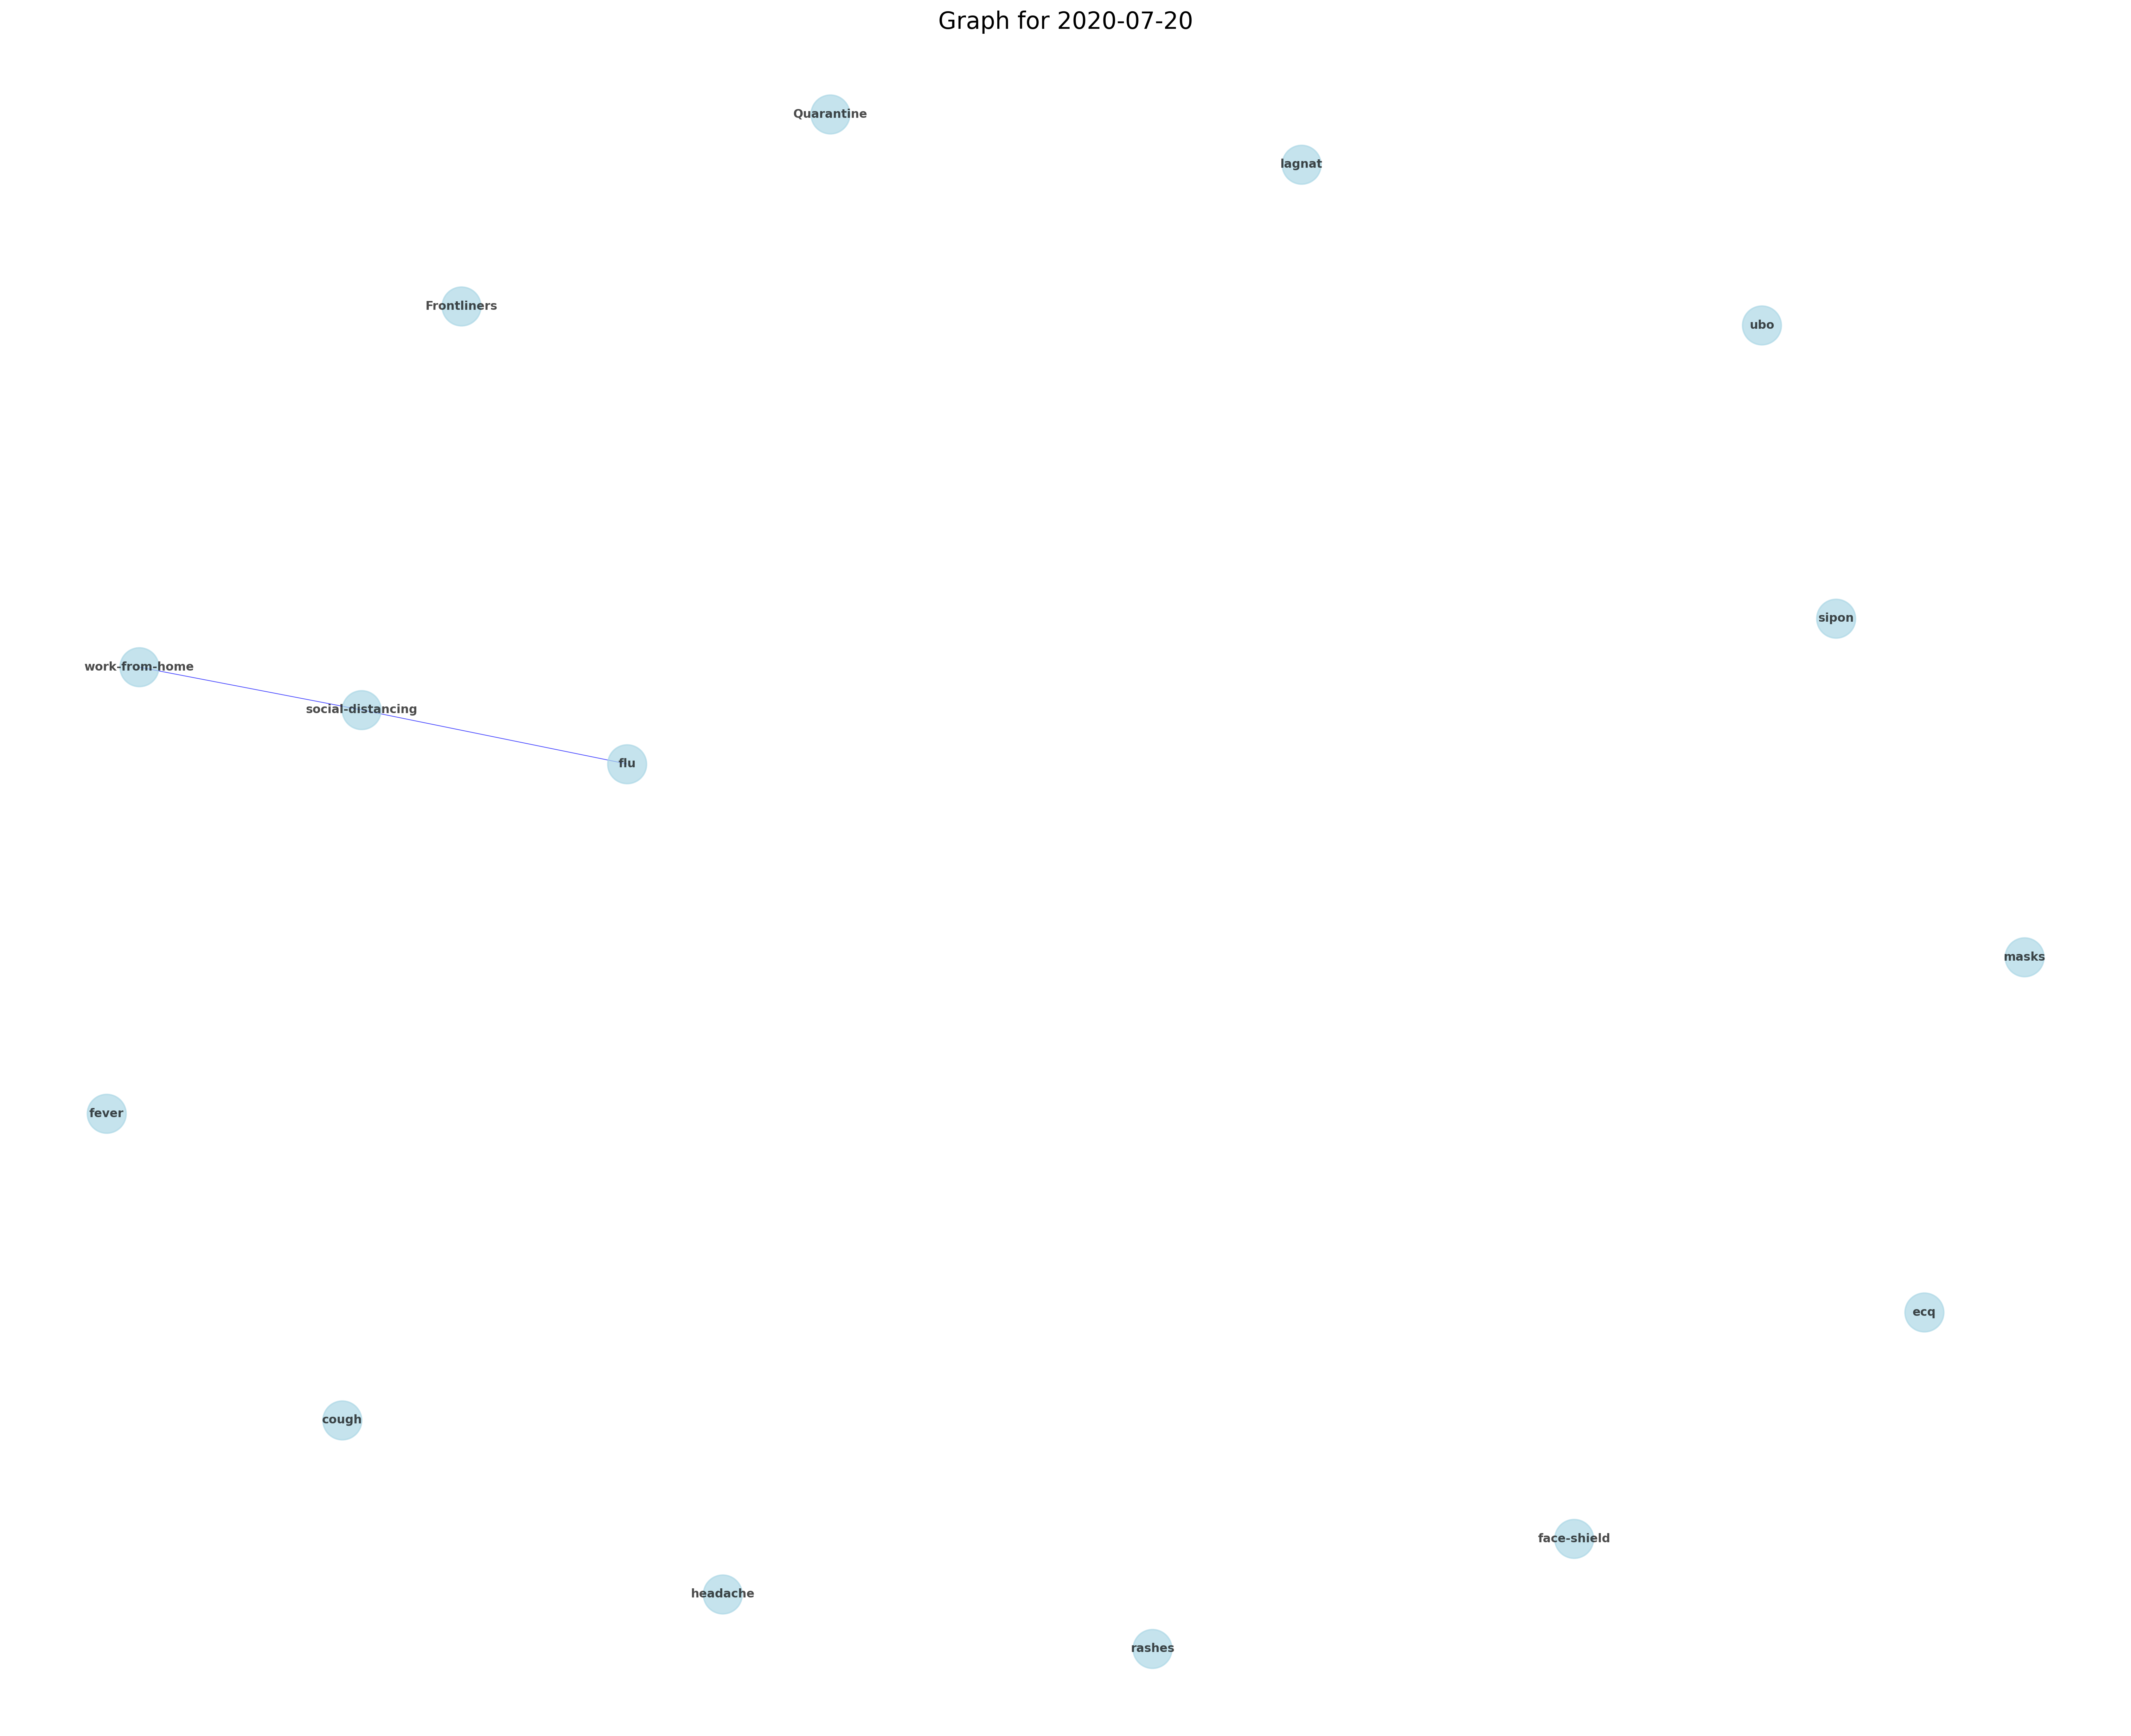 Graph for 2020-07-20
Quarantine
lagnat
Frontliners
ubo
sipon
work-from-home
social-distancing
flu
masks
fever
ecq
cough
face-shield
headache
rashes